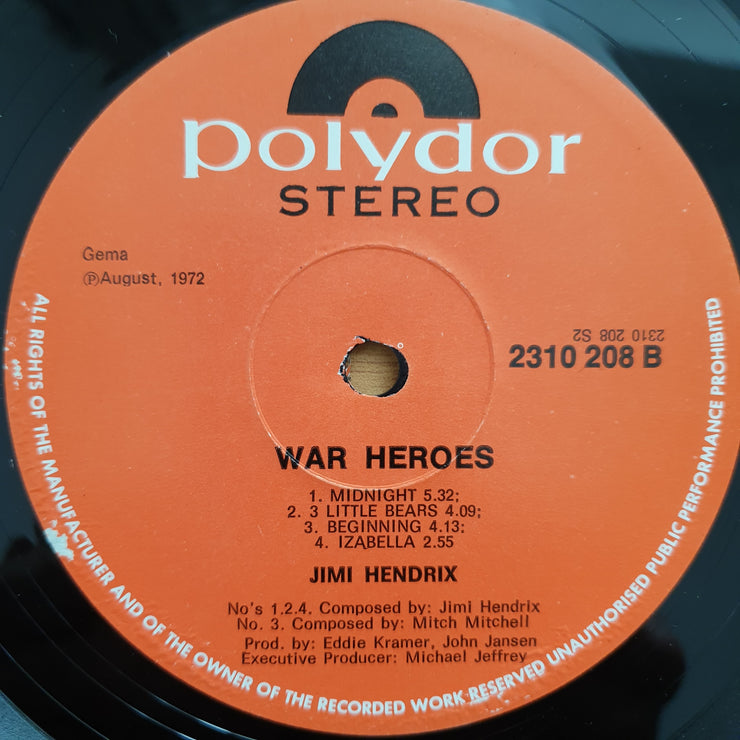 polydor
STEREO
Gema
ⓅAugust, 1972
2310 208 S2
2310 208 B
WAR HEROES
1. MIDNIGHT 5.32;
2. 3 LITTLE BEARS 4.09;
3. BEGINNING 4.13;
4. IZABELLA 2.55
JIMI HENDRIX
No's 1.2.4. Composed by: Jimi Hendrix
No. 3. Composed by: Mitch Mitchell
Prod. by: Eddie Kramer, John Jansen
Executive Producer: Michael Jeffrey
ALL RIGHTS OF THE MANUFACTURER AND OF THE OWNER OF THE RECORDED WORK RESERVED UNAUTHORISED PUBLIC PERFORMANCE PROHIBITED